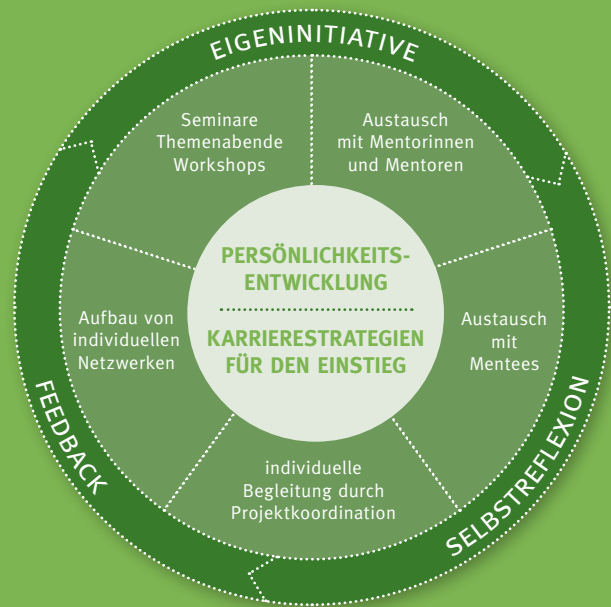 EIGENINITIATIVE
Seminare
Themenabende
Workshops
Austausch
mit Mentorinnen
und Mentoren
PERSÖNLICHKEITS-
ENTWICKLUNG
KARRIERESTRATEGIEN
FÜR DEN EINSTIEG
Aufbau von
individuellen
Netzwerken
Austausch
mit
Mentees
individuelle
Begleitung durch
Projektkoordination
FEEDBACK
SELBSTREFLEXION